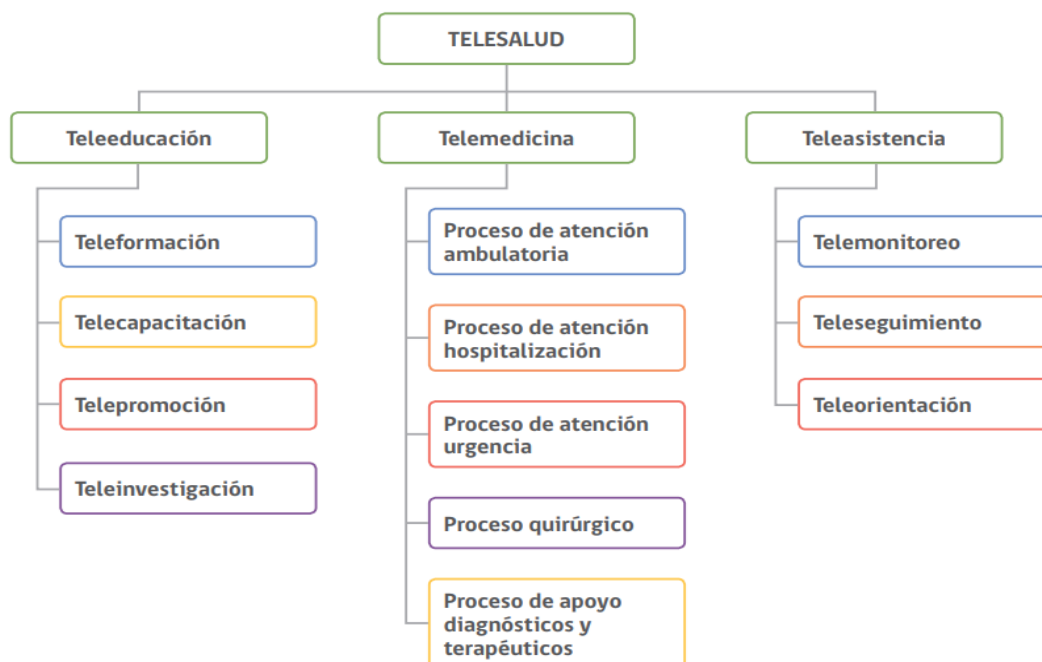 TELESALUD
Teleeducación
Teleformación
Telecapacitación
Telepromoción
Teleinvestigación
Telemedicina
Proceso de atención
ambulatoria
Proceso de atención
hospitalización
Proceso de atención
urgencia
Proceso quirúrgico
Proceso de apoyo
diagnósticos y
terapéuticos
Teleasistencia
Telemonitoreo
Teleseguimiento
Teleorientación